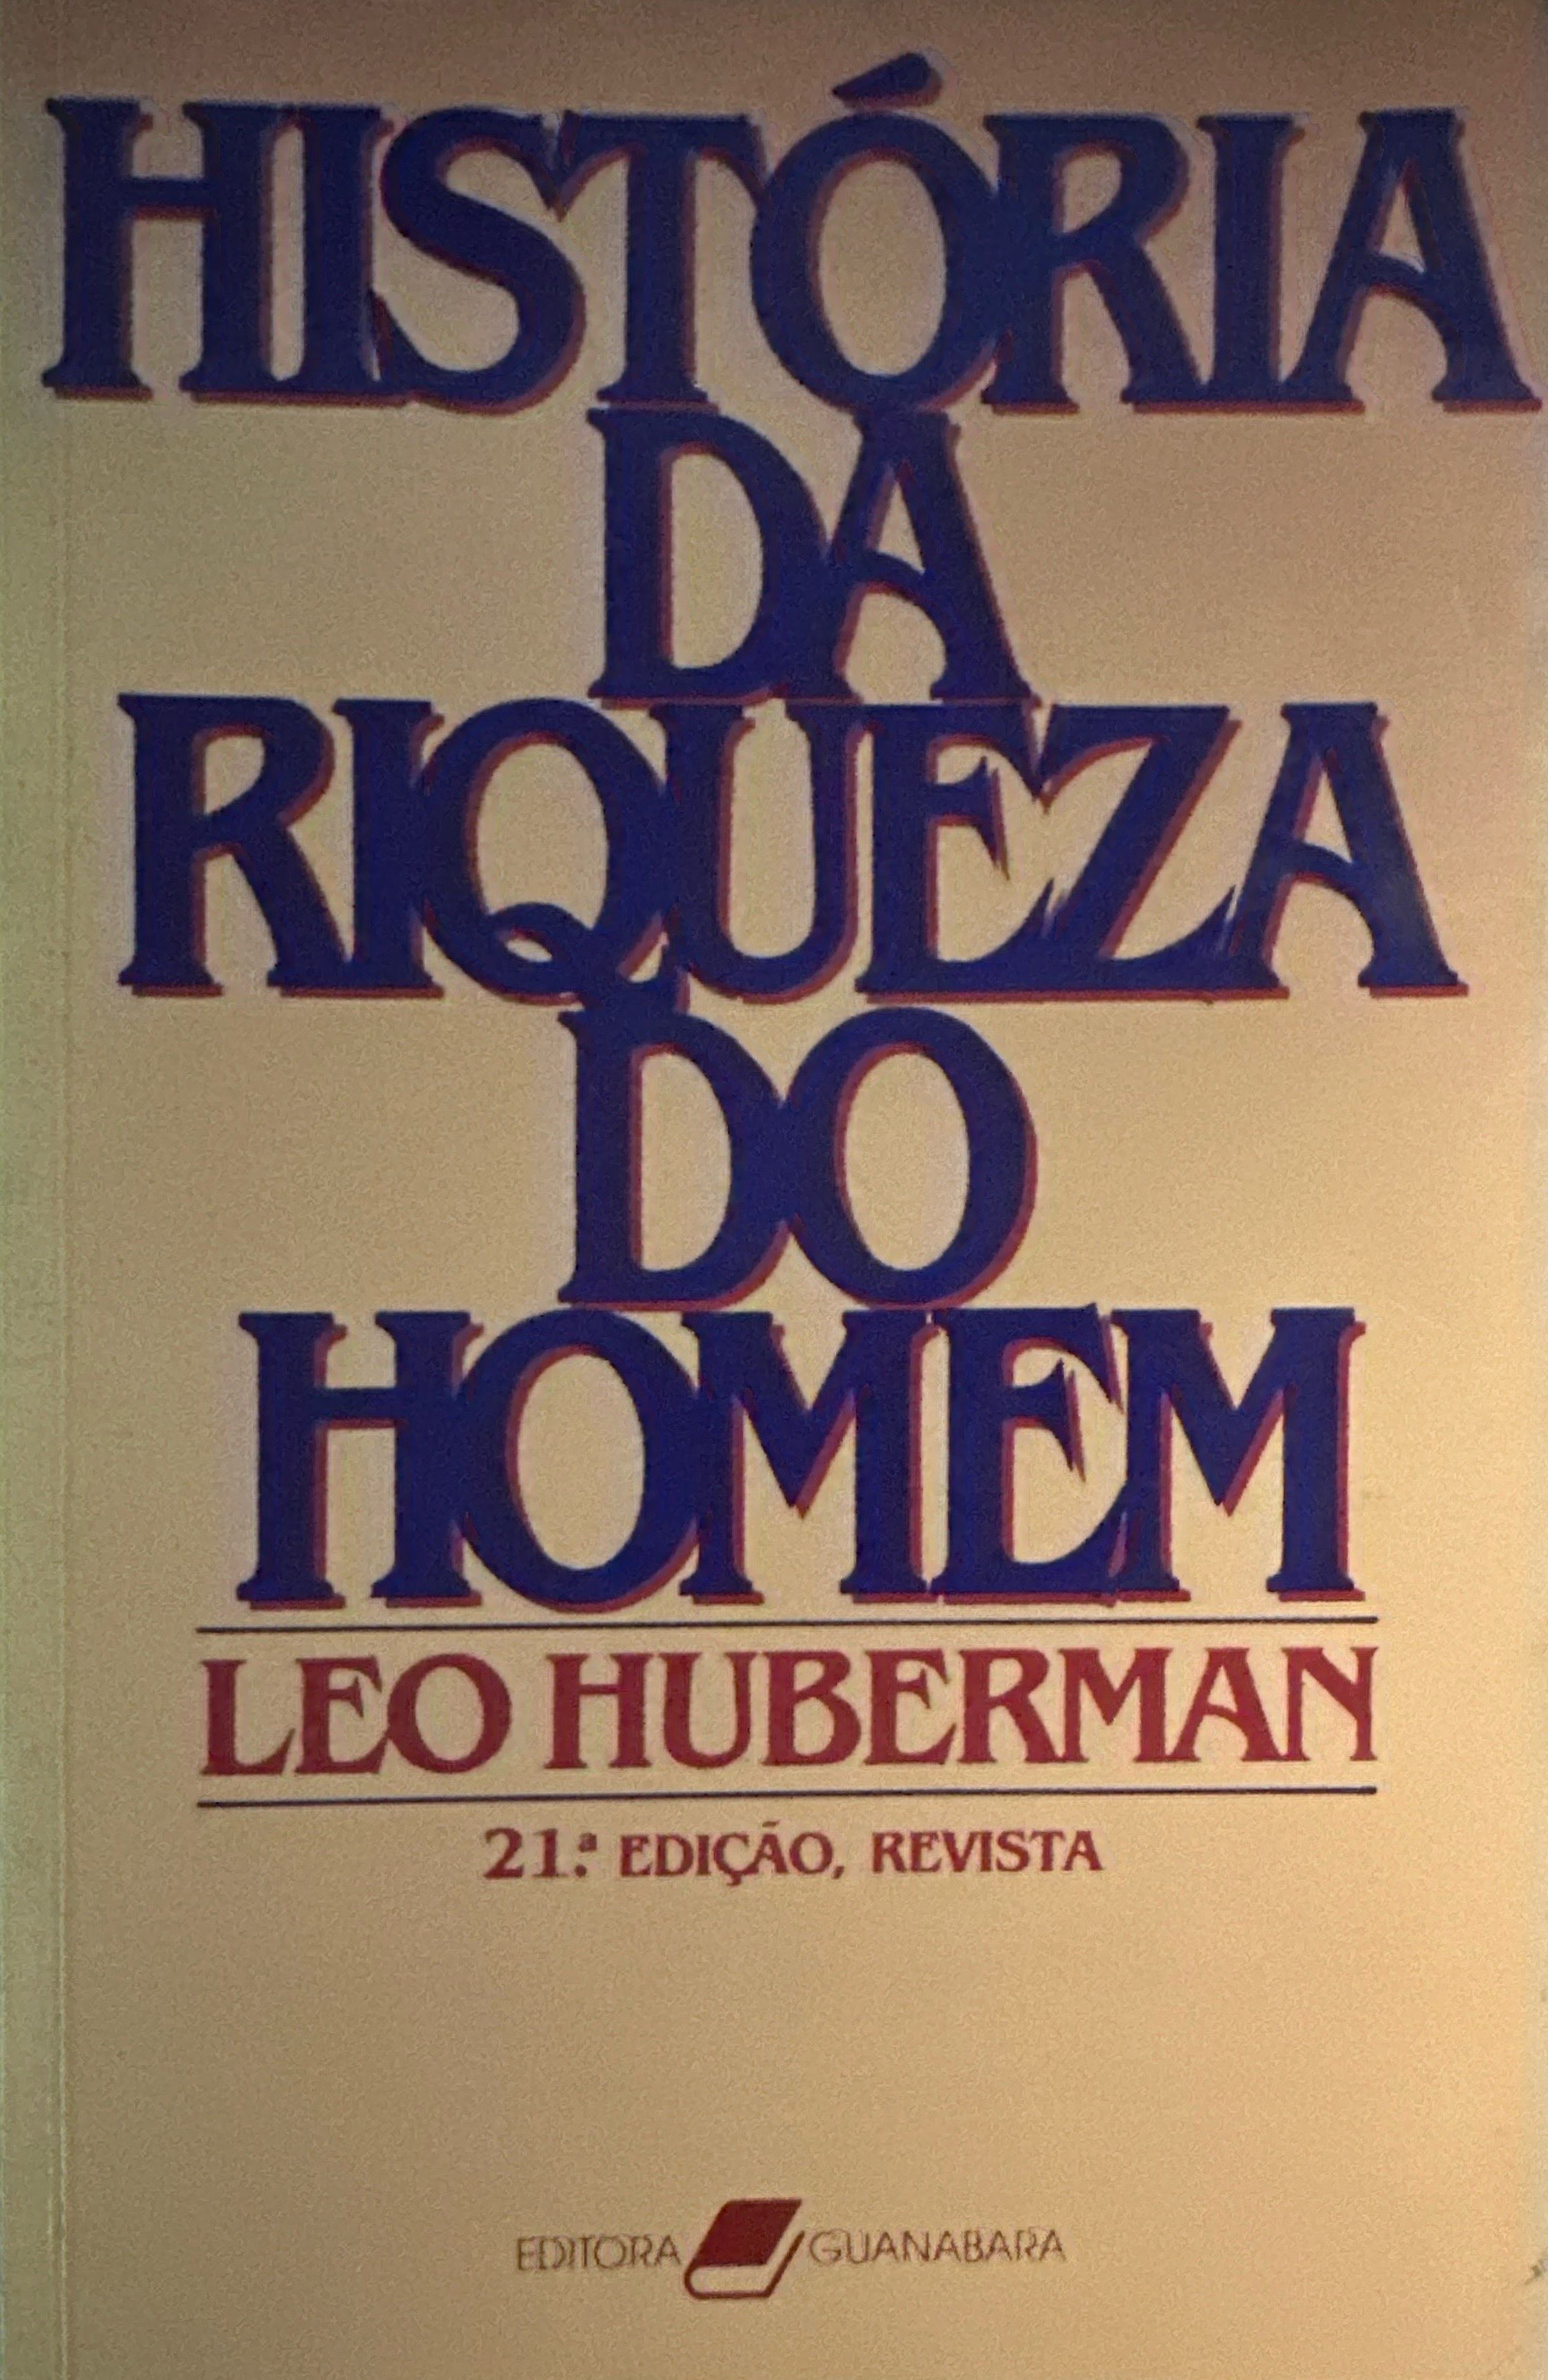 HISTÓRIA
DA
RIQUEZA
DO
HOMEM
LEO HUBERMAN
21.ª EDIÇÃO, REVISTA
EDITORA GUANABARA